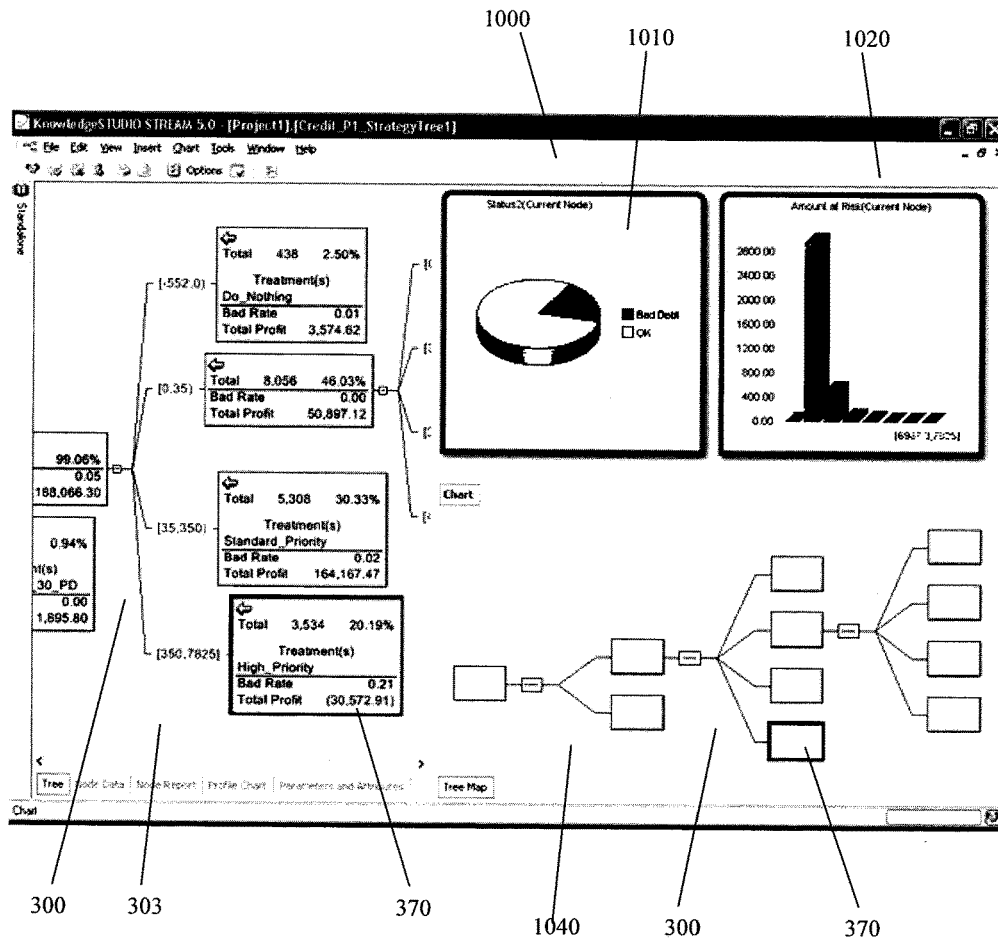 1000
1010
1020
KnowledgeSTUDIO STREAM 5.0 - [Project1].[Credit_P1_StrategyTree1]
File Edit View Insert Chart Tools Window Help
Options
Standalone
[-552,0)
Total 438 2.50%
Treatment(s)
Do_Nothing
Bad Rate 0.01
Total Profit 3,574.62
[0,35)
Total 8,056 46.03%
Bad Rate 0.00
Total Profit 50,897.12
99.06%
0.05
188,066.30
[35,350)
Total 5,308 30.33%
Treatment(s)
Standard_Priority
Bad Rate 0.02
Total Profit 164,167.47
0.94%
nt(s)
_30_PD
0.00
1,895.80
[350,7825]
Total 3,534 20.19%
Treatment(s)
High_Priority
Bad Rate 0.21
Total Profit (30,572.91)
Tree Node Data Node Report Profile Chart Parameters and Attributes
Status2(Current Node)
Bad Debt
OK
Amount at Risk(Current Node)
2800.00
2400.00
2000.00
1600.00
1200.00
800.00
400.00
0.00
Chart
Tree Map
Chart
300
303
370
1040
300
370